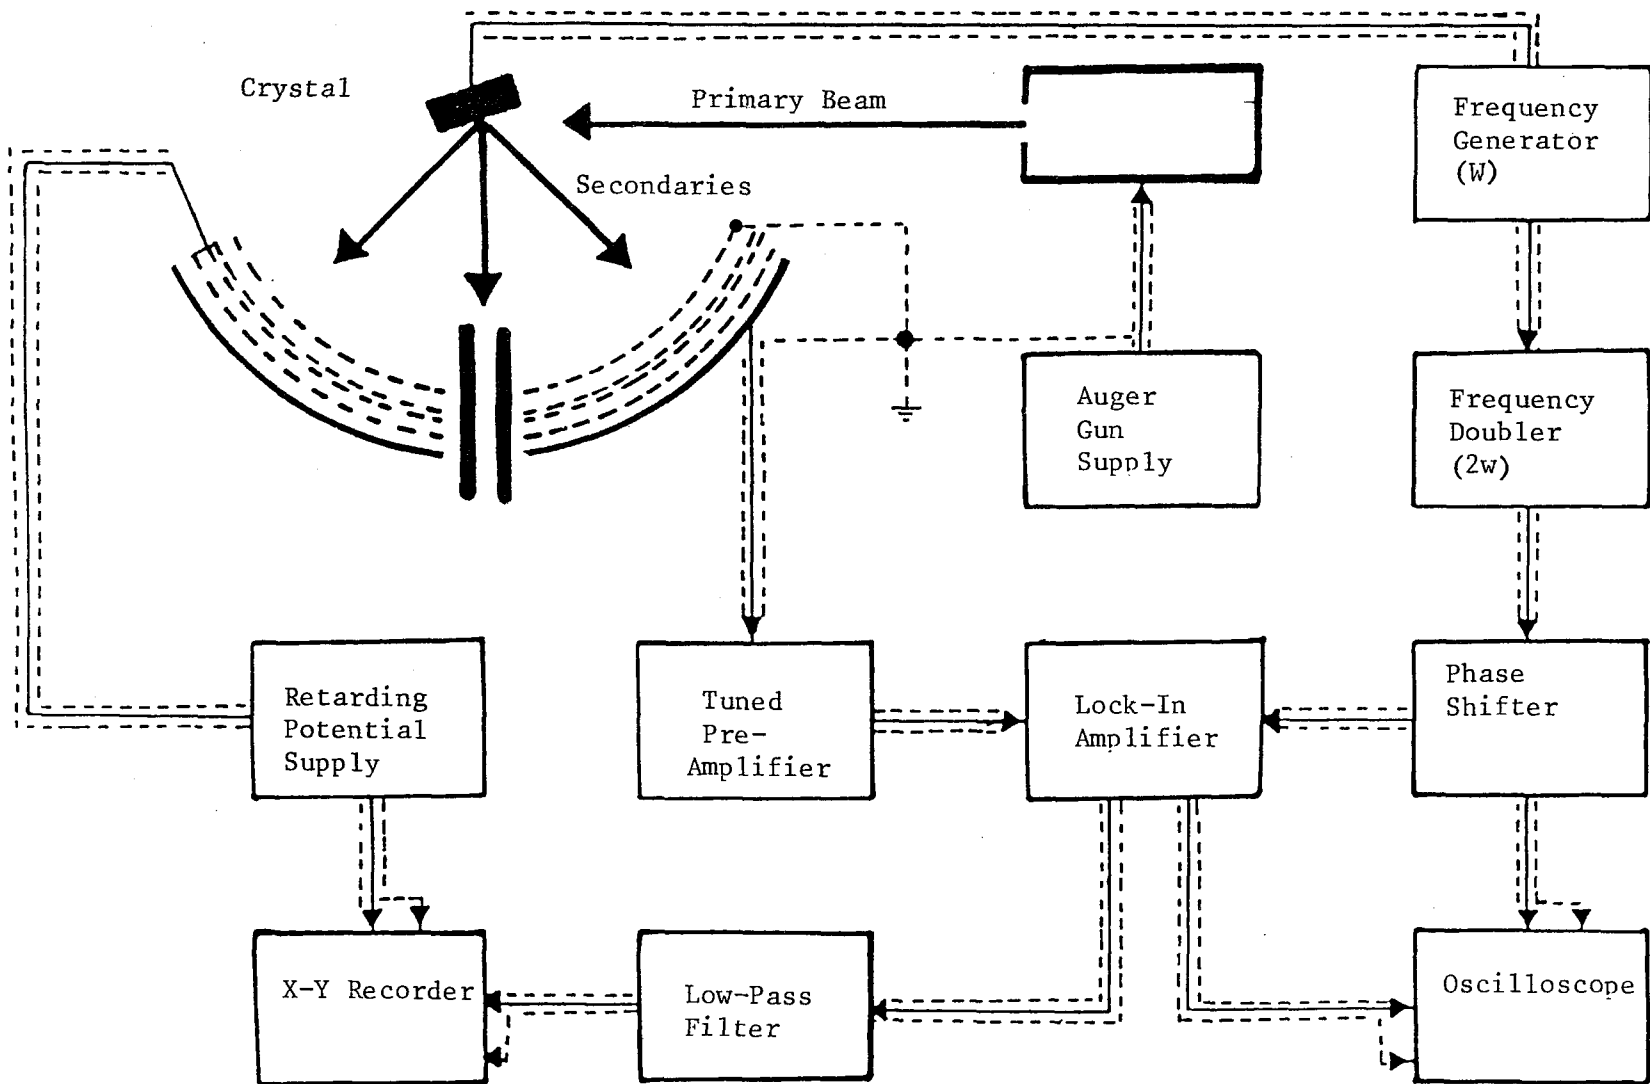 Crystal
Primary Beam
Secondaries
Frequency
Generator
(W)
Auger
Gun
Supply
Frequency
Doubler
(2w)
Retarding
Potential
Supply
Tuned
Pre-
Amplifier
Lock-In
Amplifier
Phase
Shifter
X-Y Recorder
Low-Pass
Filter
Oscilloscope